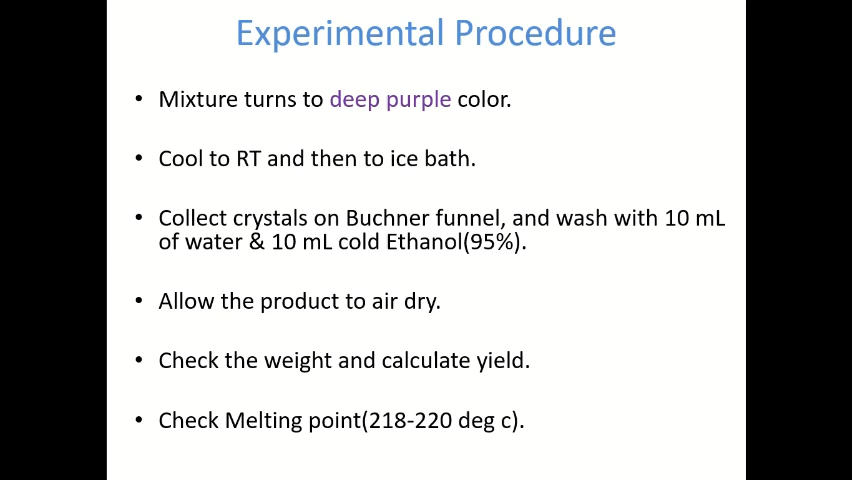 Experimental Procedure
• Mixture turns to deep purple color.
• Cool to RT and then to ice bath.
• Collect crystals on Buchner funnel, and wash with 10 mL
of water & 10 mL cold Ethanol(95%).
• Allow the product to air dry.
• Check the weight and calculate yield.
• Check Melting point(218-220 deg c).